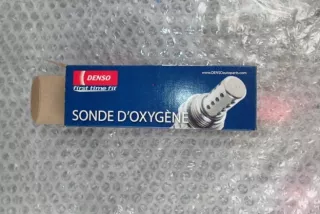 DENSO
first time fit
www.DENSOautoparts.com
SONDE D'OXYGÈNE